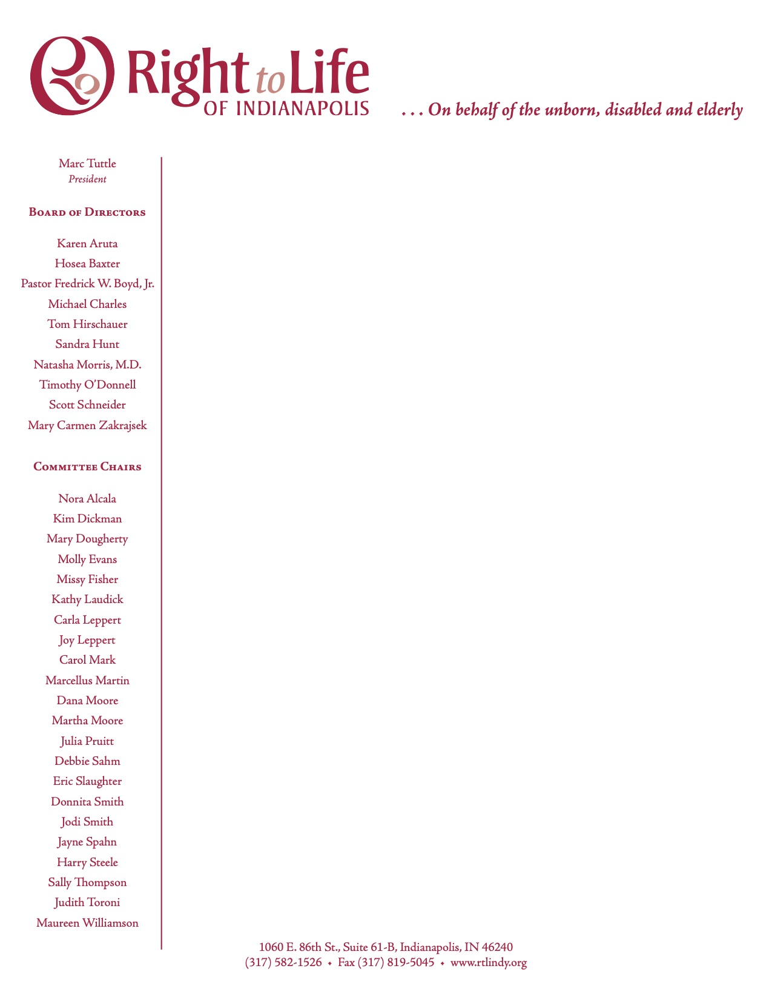 Right to Life
OF INDIANAPOLIS
. . . On behalf of the unborn, disabled and elderly
Marc Tuttle
President
Board of Directors
Karen Aruta
Hosea Baxter
Pastor Fredrick W. Boyd, Jr.
Michael Charles
Tom Hirschauer
Sandra Hunt
Natasha Morris, M.D.
Timothy O’Donnell
Scott Schneider
Mary Carmen Zakrajsek
Committee Chairs
Nora Alcala
Kim Dickman
Mary Dougherty
Molly Evans
Missy Fisher
Kathy Laudick
Carla Leppert
Joy Leppert
Carol Mark
Marcellus Martin
Dana Moore
Martha Moore
Julia Pruitt
Debbie Sahm
Eric Slaughter
Donnita Smith
Jodi Smith
Jayne Spahn
Harry Steele
Sally Thompson
Judith Toroni
Maureen Williamson
1060 E. 86th St., Suite 61-B, Indianapolis, IN 46240
(317) 582-1526 • Fax (317) 819-5045 • www.rtlindy.org